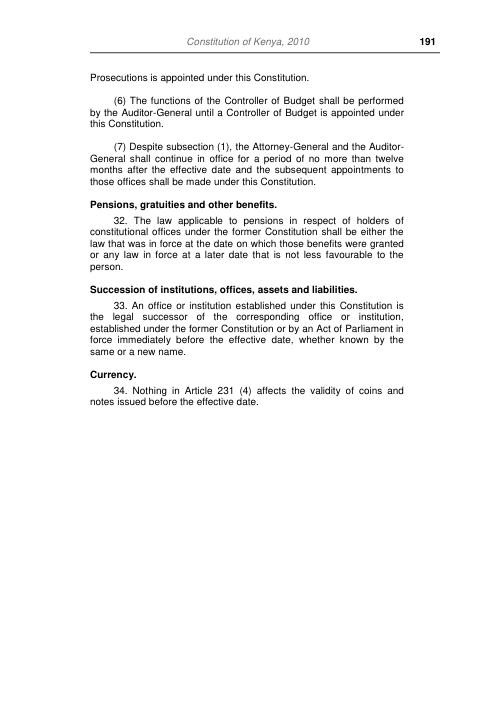 Constitution of Kenya, 2010 191
Prosecutions is appointed under this Constitution.
(6) The functions of the Controller of Budget shall be performed
by the Auditor-General until a Controller of Budget is appointed under
this Constitution.
(7) Despite subsection (1), the Attorney-General and the Auditor-
General shall continue in office for a period of no more than twelve
months after the effective date and the subsequent appointments to
those offices shall be made under this Constitution.
Pensions, gratuities and other benefits.
32. The law applicable to pensions in respect of holders of
constitutional offices under the former Constitution shall be either the
law that was in force at the date on which those benefits were granted
or any law in force at a later date that is not less favourable to the
person.
Succession of institutions, offices, assets and liabilities.
33. An office or institution established under this Constitution is
the legal successor of the corresponding office or institution,
established under the former Constitution or by an Act of Parliament in
force immediately before the effective date, whether known by the
same or a new name.
Currency.
34. Nothing in Article 231 (4) affects the validity of coins and
notes issued before the effective date.